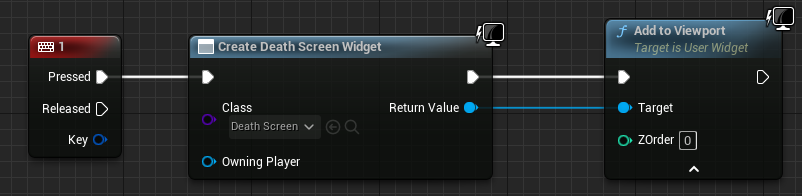 1
Pressed
Released
Key
Create Death Screen Widget
Class
Death Screen
Return Value
Owning Player
f Add to Viewport
Target is User Widget
Target
ZOrder 0